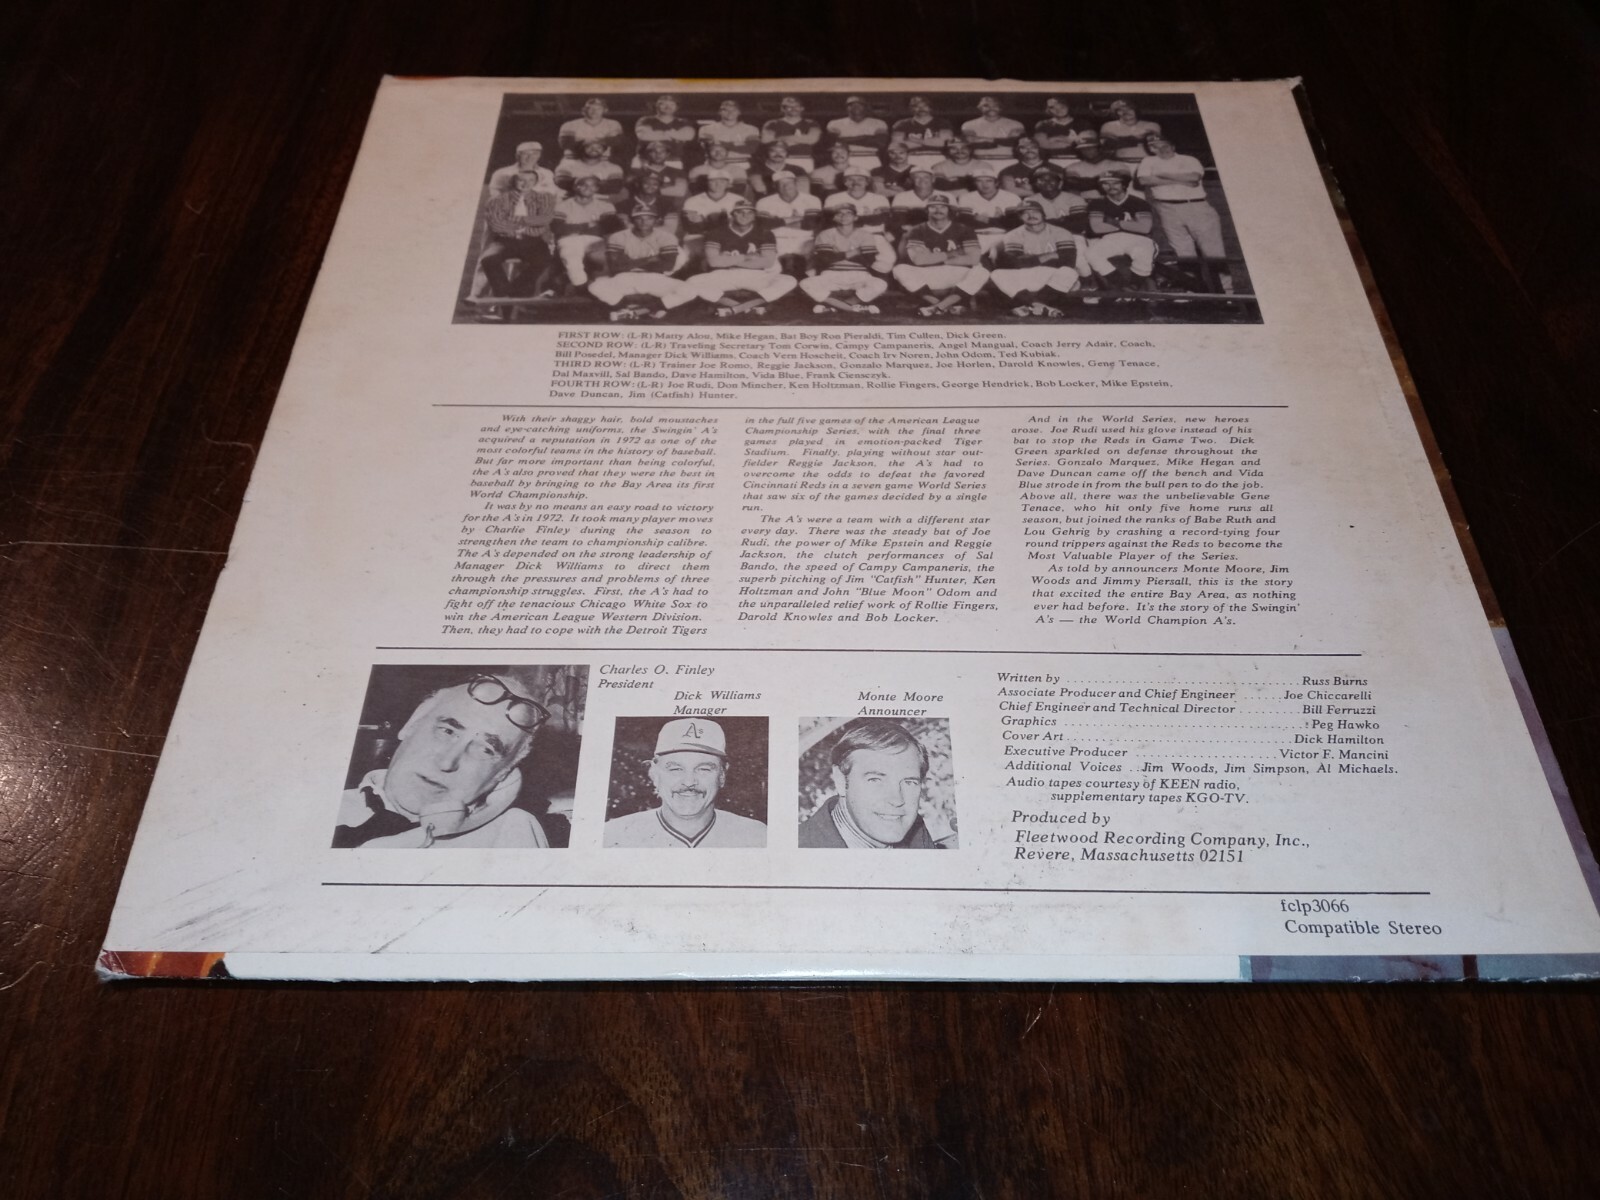 FIRST ROW: (L-R) Matty Alou, Mike Hegan, Bat Boy Ron Pieraldi, Tim Cullen, Dick Green.
SECOND ROW: (L-R) Traveling Secretary Tom Corwin, Campy Campaneris, Angel Mangual, Coach Jerry Adair, Coach,
Bill Posedel, Manager Dick Williams, Coach Vern Hoscheit, Coach Irv Noren, John Odom, Ted Kubiak.
THIRD ROW: (L-R) Trainer Joe Romo, Reggie Jackson, Gonzalo Marquez, Joe Horlen, Darold Knowles, Gene Tenace,
Dal Maxvill, Sal Bando, Dave Hamilton, Vida Blue, Frank Ciensczyk.
FOURTH ROW: (L-R) Joe Rudi, Don Mincher, Ken Holtzman, Rollie Fingers, George Hendrick, Bob Locker, Mike Epstein,
Dave Duncan, Jim (Catfish) Hunter.
With their shaggy hair, bold moustaches
and eye-catching uniforms, the Swingin' A's
acquired a reputation in 1972 as one of the
most colorful teams in the history of baseball.
But far more important than being colorful,
the A's also proved that they were the best in
baseball by bringing to the Bay Area its first
World Championship.
It was by no means an easy road to victory
for the A's in 1972. It took many player moves
by Charlie Finley during the season to
strengthen the team to championship calibre.
The A's depended on the strong leadership of
Manager Dick Williams to direct them
through the pressures and problems of three
championship struggles. First, the A's had to
fight off the tenacious Chicago White Sox to
win the American League Western Division.
Then, they had to cope with the Detroit Tigers
in the full five games of the American League
Championship Series, with the final three
games played in emotion-packed Tiger
Stadium. Finally, playing without star out-
fielder Reggie Jackson, the A's had to
overcome the odds to defeat the favored
Cincinnati Reds in a seven game World Series
that saw six of the games decided by a single
run.
The A's were a team with a different star
every day. There was the steady bat of Joe
Rudi, the power of Mike Epstein and Reggie
Jackson, the clutch performances of Sal
Bando, the speed of Campy Campaneris, the
superb pitching of Jim "Catfish" Hunter, Ken
Holtzman and John "Blue Moon" Odom and
the unparalleled relief work of Rollie Fingers,
Darold Knowles and Bob Locker.
And in the World Series, new heroes
arose. Joe Rudi used his glove instead of his
bat to stop the Reds in Game Two. Dick
Green sparkled on defense throughout the
Series. Gonzalo Marquez, Mike Hegan and
Dave Duncan came off the bench and Vida
Blue strode in from the bull pen to do the job.
Above all, there was the unbelievable Gene
Tenace, who hit only five home runs all
season, but joined the ranks of Babe Ruth and
Lou Gehrig by crashing a record-tying four
round trippers against the Reds to become the
Most Valuable Player of the Series.
As told by announcers Monte Moore, Jim
Woods and Jimmy Piersall, this is the story
that excited the entire Bay Area, as nothing
ever had before. It's the story of the Swingin'
A's — the World Champion A's.
Charles O. Finley
President
Dick Williams
Manager
Monte Moore
Announcer
A's
Written by ................................ Russ Burns
Associate Producer and Chief Engineer ...... Joe Chiccarelli
Chief Engineer and Technical Director ......... Bill Ferruzzi
Graphics .................................. Peg Hawko
Cover Art .............................. Dick Hamilton
Executive Producer .................. Victor F. Mancini
Additional Voices .. Jim Woods, Jim Simpson, Al Michaels.
Audio tapes courtesy of KEEN radio,
supplementary tapes KGO-TV.
Produced by
Fleetwood Recording Company, Inc.,
Revere, Massachusetts 02151
fclp3066
Compatible Stereo